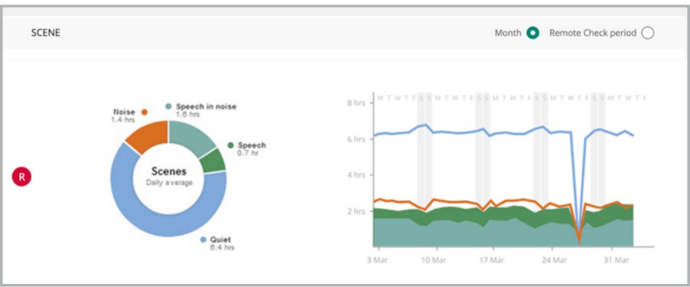 SCENE
Month
Remote Check period
Noise
1.4 hrs
Speech in noise
1.6 hrs
Speech
0.7 hr
Scenes
Daily average
Quiet
6.4 hrs
R
8 hrs
6 hrs
4 hrs
2 hrs
M T W T F S S M T W T F S S M T W T F S S M T W T F S S M T W T F
3 Mar
10 Mar
17 Mar
24 Mar
31 Mar